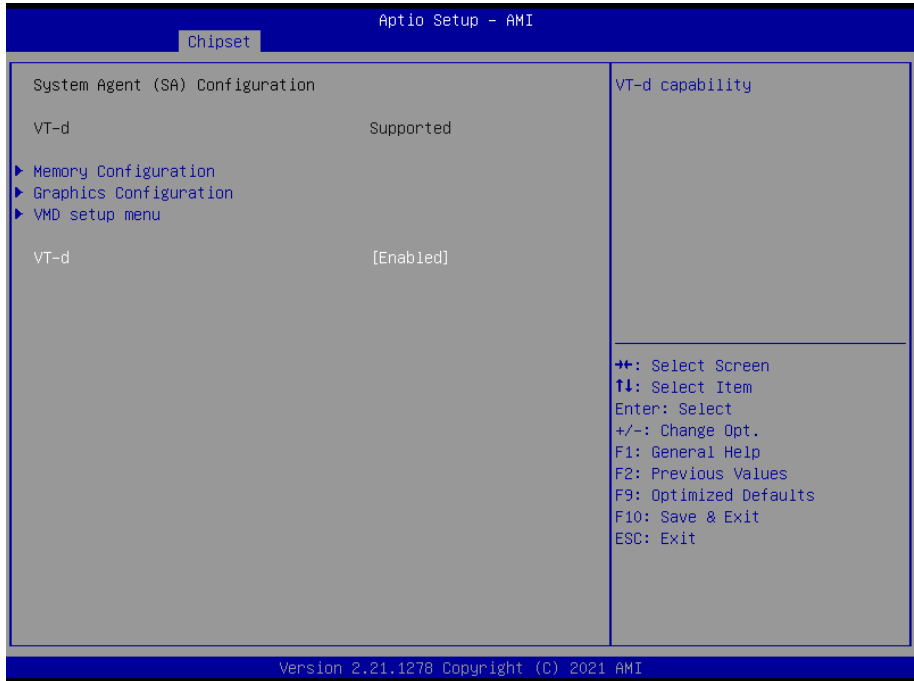 Aptio Setup - AMI
Chipset
System Agent (SA) Configuration
VT-d Supported
Memory Configuration
Graphics Configuration
VMD setup menu
VT-d [Enabled]
VT-d capability
→←: Select Screen
↑↓: Select Item
Enter: Select
+/-: Change Opt.
F1: General Help
F2: Previous Values
F9: Optimized Defaults
F10: Save & Exit
ESC: Exit
Version 2.21.1278 Copyright (C) 2021 AMI